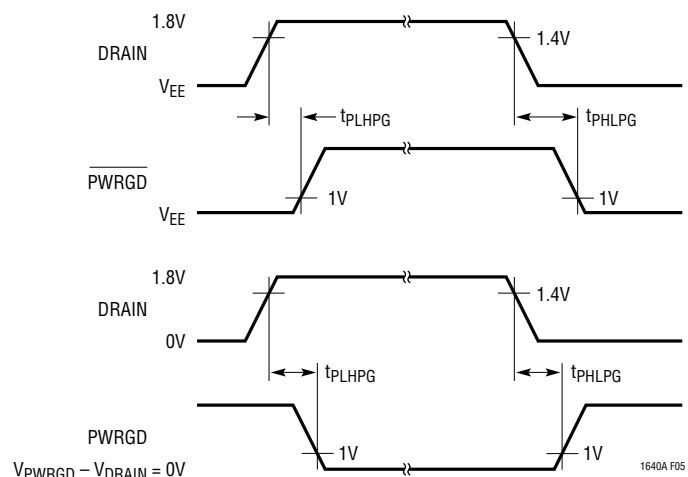 1.8V
DRAIN
1.4V
VEE
tPLHPG
tPHLPG
PWRGD
1V
1V
VEE
1.8V
DRAIN
1.4V
0V
tPLHPG
tPHLPG
PWRGD
1V
1V
VPWRGD – VDRAIN = 0V
1640A F05